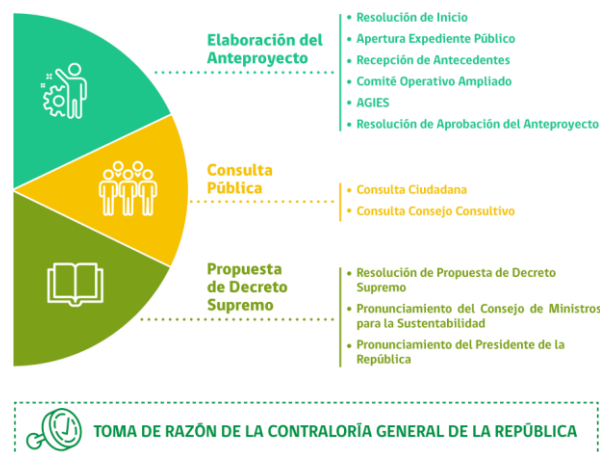 Elaboración del
Anteproyecto
• Resolución de Inicio
• Apertura Expediente Público
• Recepción de Antecedentes
• Comité Operativo Ampliado
• AGIES
• Resolución de Aprobación del Anteproyecto
Consulta
Pública
• Consulta Ciudadana
• Consulta Consejo Consultivo
Propuesta
de Decreto
Supremo
• Resolución de Propuesta de Decreto
Supremo
• Pronunciamiento del Consejo de Ministros
para la Sustentabilidad
• Pronunciamiento del Presidente de la
República
TOMA DE RAZÓN DE LA CONTRALORÍA GENERAL DE LA REPÚBLICA